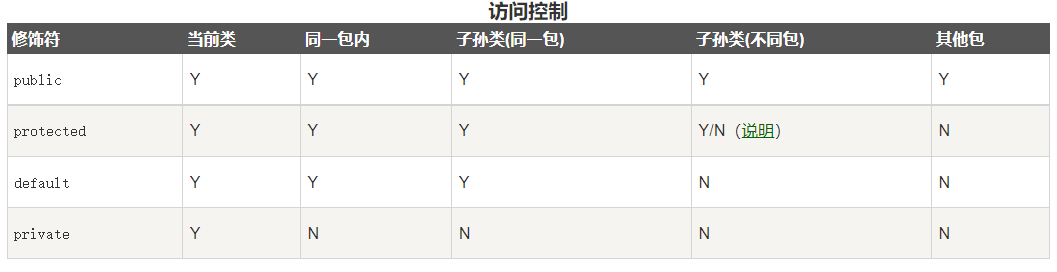 访问控制
修饰符 当前类 同一包内 子孙类(同一包) 子孙类(不同包) 其他包
public Y Y Y Y Y
protected Y Y Y Y/N（说明） N
default Y Y Y N N
private Y N N N N